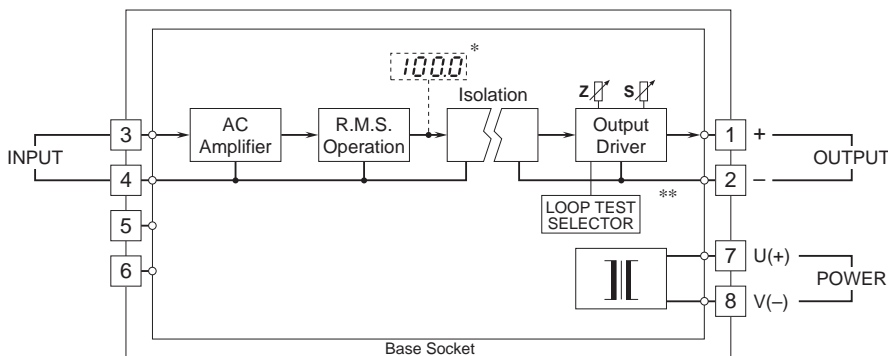 100.0 *
Isolation
Z S
3
AC
Amplifier
R.M.S.
Operation
Output
Driver
1 +
INPUT
OUTPUT
4
2 –
**
LOOP TEST
SELECTOR
5
6
7 U(+)
POWER
8 V(–)
Base Socket